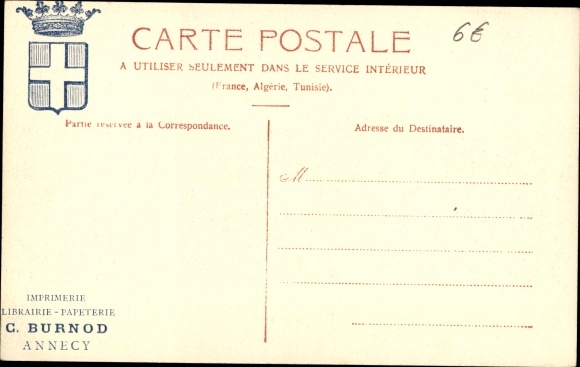 CARTE POSTALE
6€
A UTILISER SEULEMENT DANS LE SERVICE INTÉRIEUR
(France, Algérie, Tunisie).
Partie réservée à la Correspondance.
Adresse du Destinataire.
M
IMPRIMERIE
LIBRAIRIE - PAPETERIE
C. BURNOD
ANNECY